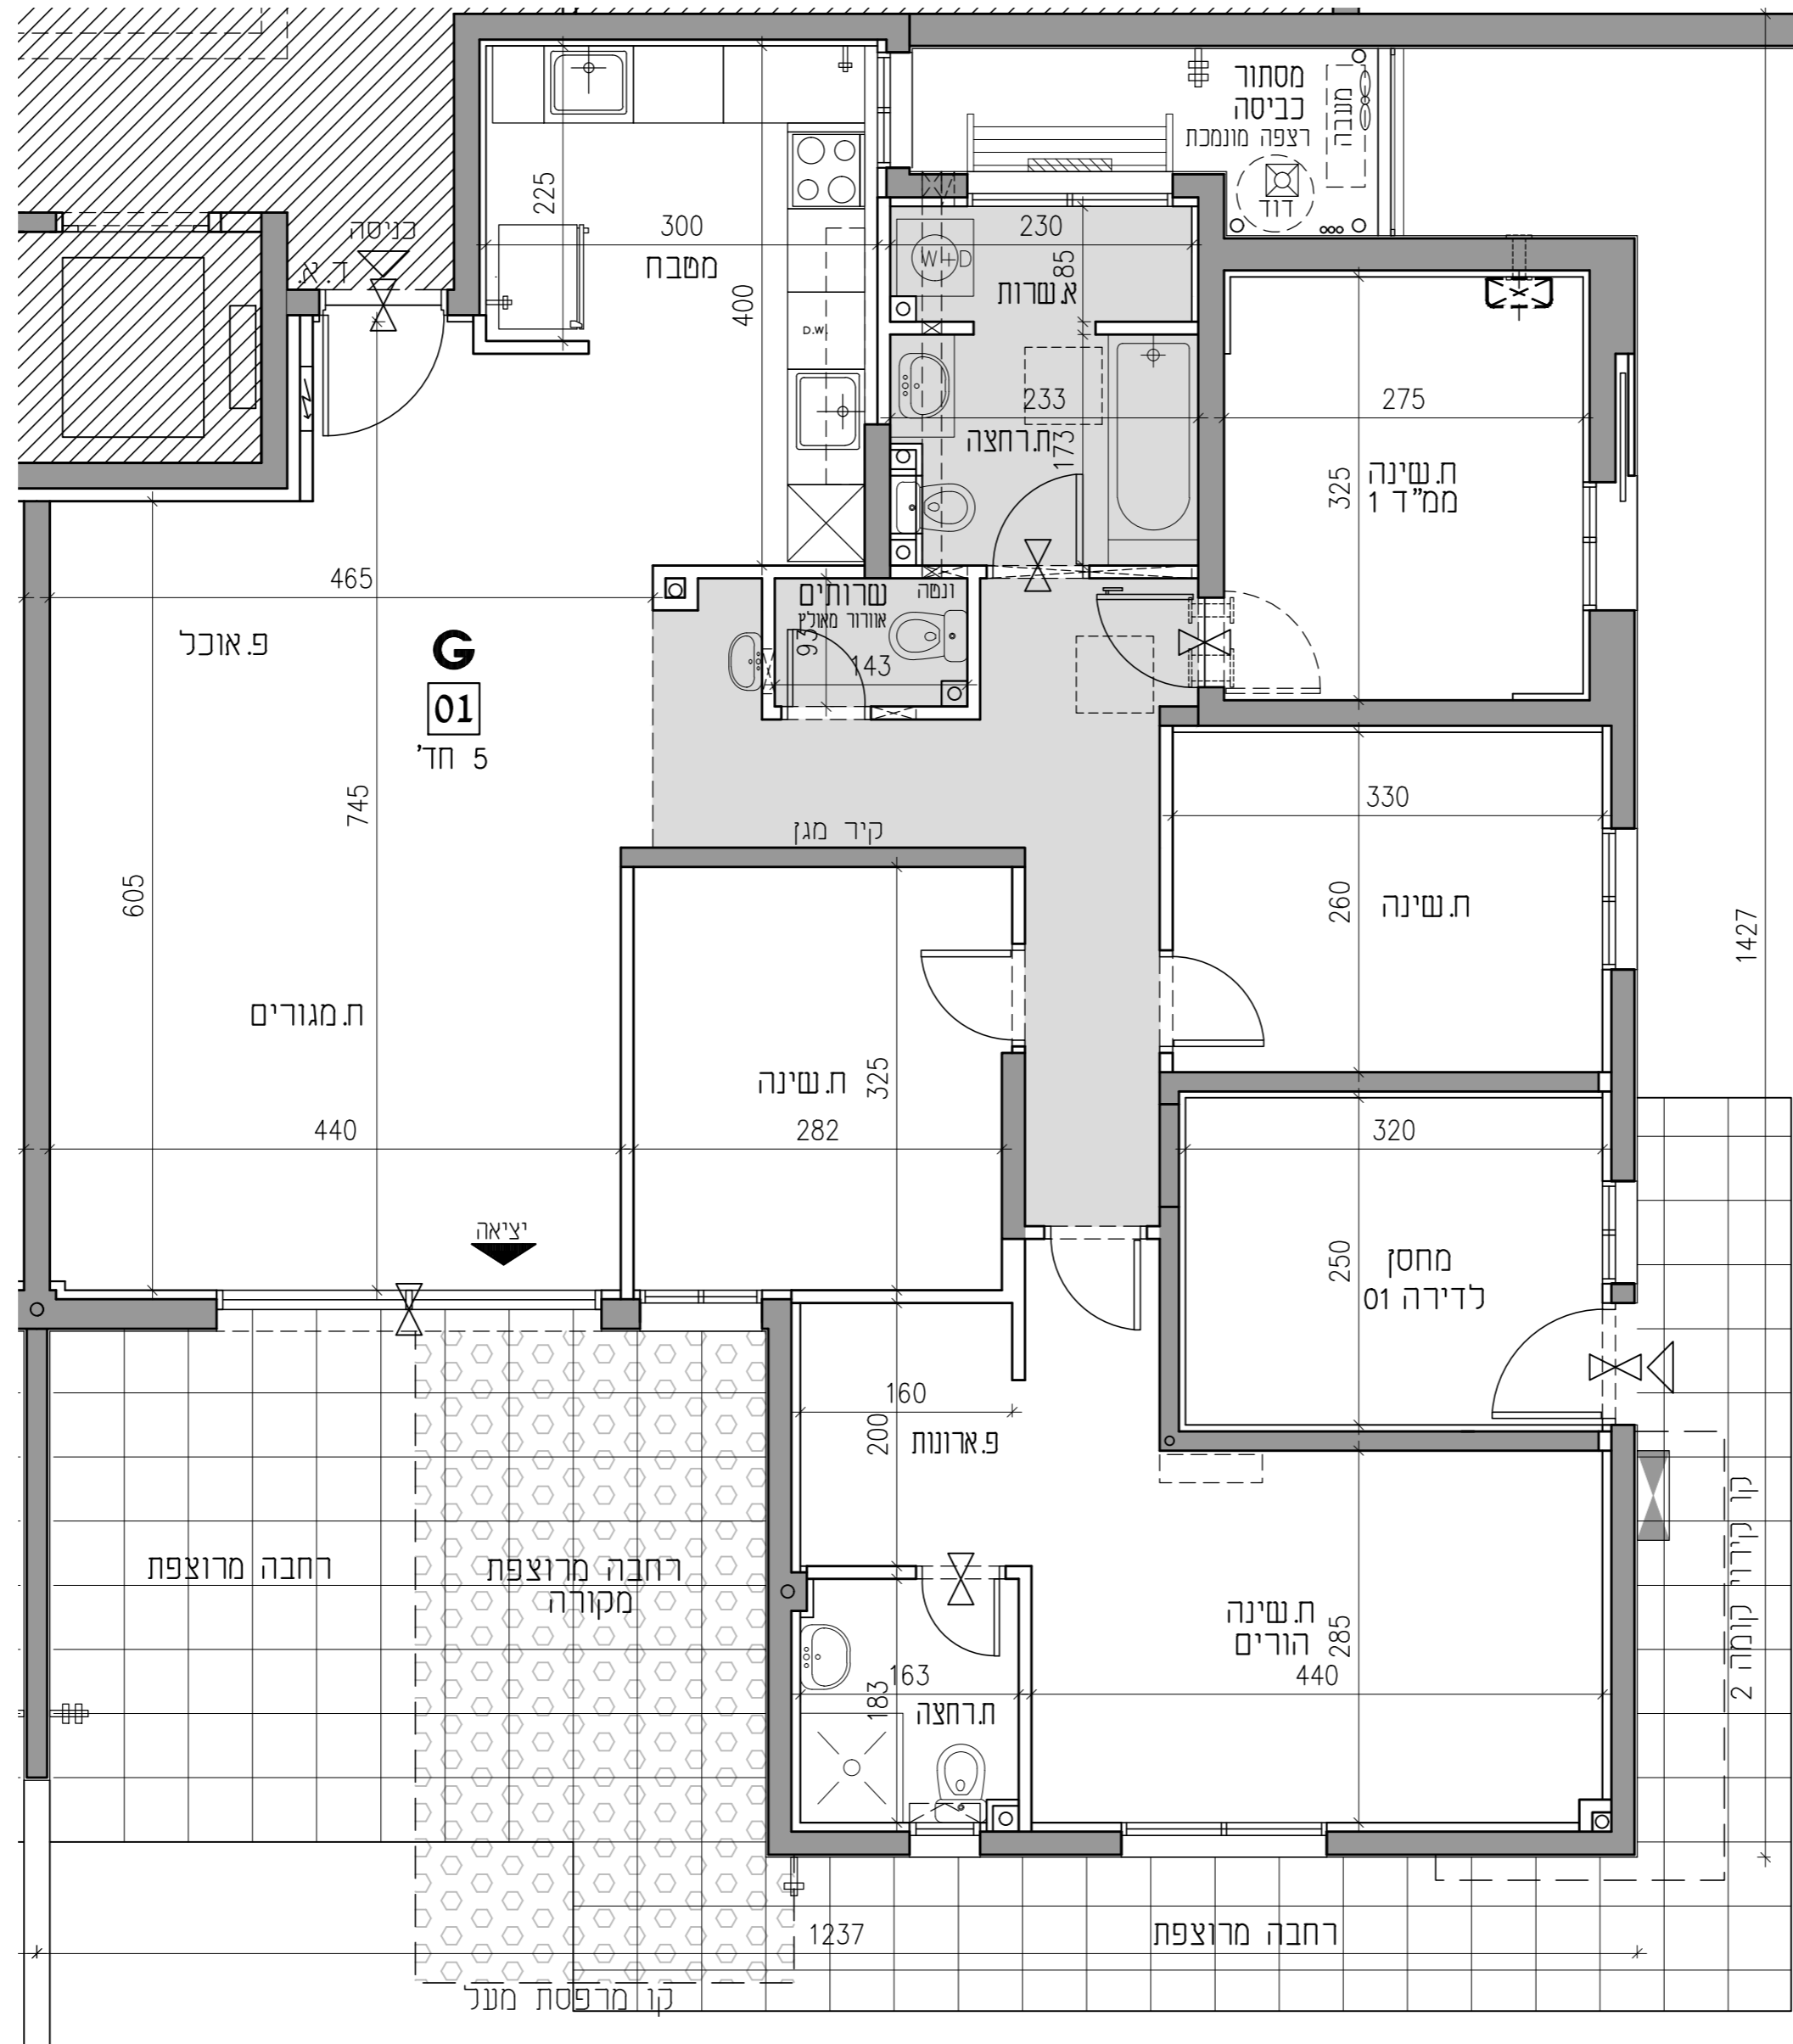 מסתור
כביסה
רצפה מונמכת
מעבה
דוד
כניסה
ד.א.
225
300
מטבח
400
D.W.
230
W+D
85
א.שרות
233
ח.רחצה
173
275
325
ח.שינה
ממ"ד 1
465
פ.אוכל
G
01
5 חד'
שרותים
אוורור מאולץ
ונטה
93
143
745
605
קיר מגן
330
260
ח.שינה
1427
ח.מגורים
ח.שינה
325
440
282
320
יציאה
250
מחסן
לדירה 01
160
200
פ.ארונות
רחבה מרוצפת
רחבה מרוצפת
מקורה
קו קירוי קומה 2
ח.שינה
הורים
285
440
163
183
ח.רחצה
1237
רחבה מרוצפת
קו מרפסת מעל